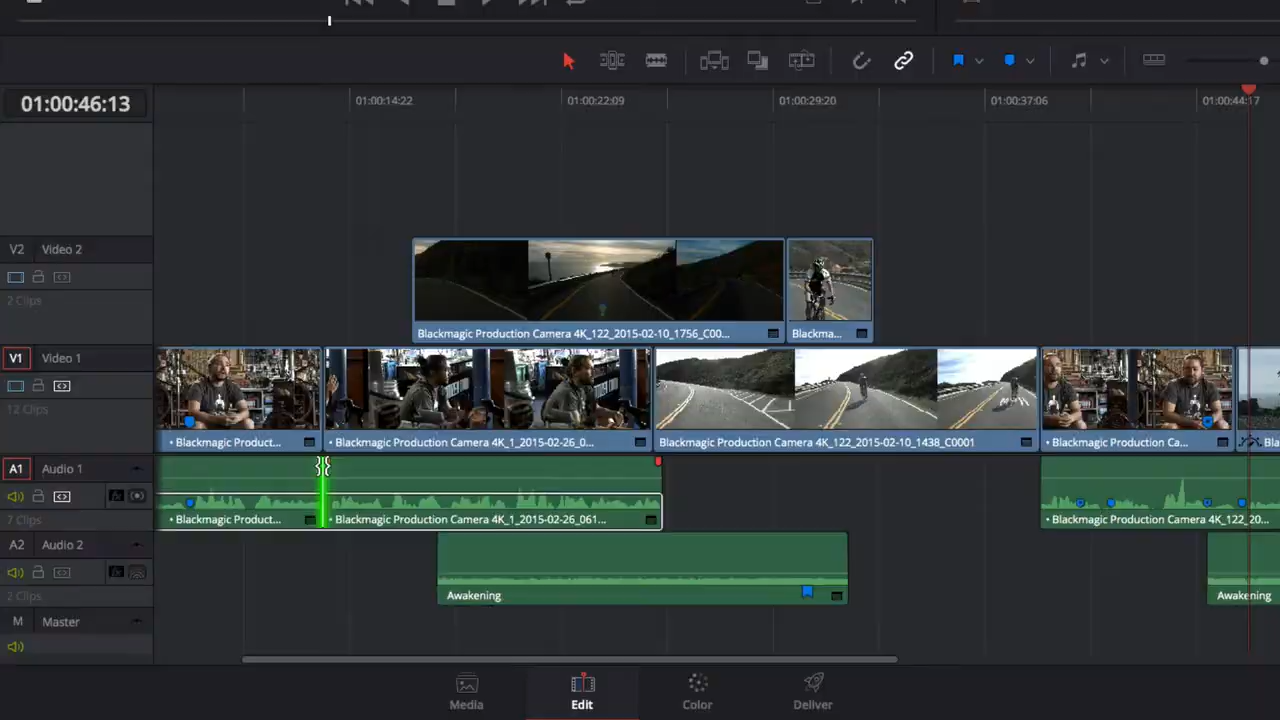 01:00:46:13
01:00:14:22
01:00:22:09
01:00:29:20
01:00:37:06
01:00:44:17
V2 Video 2
2 Clips
Blackmagic Production Camera 4K_122_2015-02-10_1756_C00...
Blackma...
V1 Video 1
12 Clips
• Blackmagic Product...
• Blackmagic Production Camera 4K_1_2015-02-26_0...
Blackmagic Production Camera 4K_122_2015-02-10_1438_C0001
• Blackmagic Production Ca...
Bla
A1 Audio 1
fx
7 Clips
• Blackmagic Product...
• Blackmagic Production Camera 4K_1_2015-02-26_061...
• Blackmagic Production Camera 4K_122_20...
A2 Audio 2
fx
2 Clips
Awakening
Awakening
M Master
Media
Edit
Color
Deliver